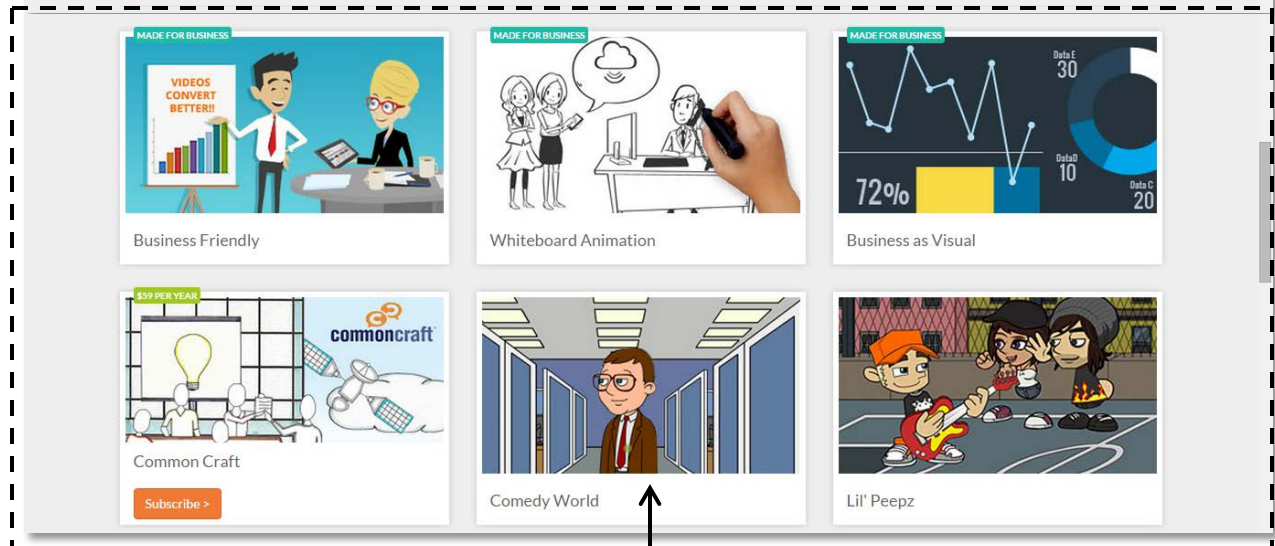 MADE FOR BUSINESS
VIDEOS
CONVERT
BETTER!!
Business Friendly
MADE FOR BUSINESS
Whiteboard Animation
MADE FOR BUSINESS
Data E
30
DataD
10
Data C
20
72%
Business as Visual
$59 PER YEAR
commoncraft
Common Craft
Subscribe >
Comedy World
Lil' Peepz